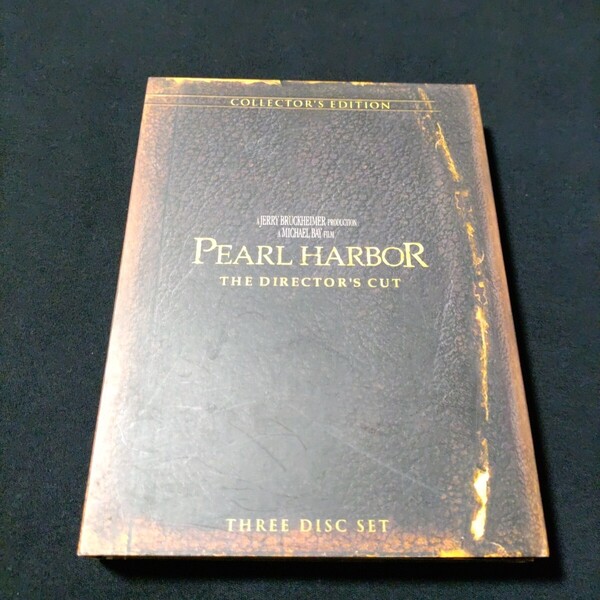 COLLECTOR'S EDITION
A JERRY BRUCKHEIMER PRODUCTION
A MICHAEL BAY FILM
PEARL HARBOR
THE DIRECTOR'S CUT
THREE DISC SET